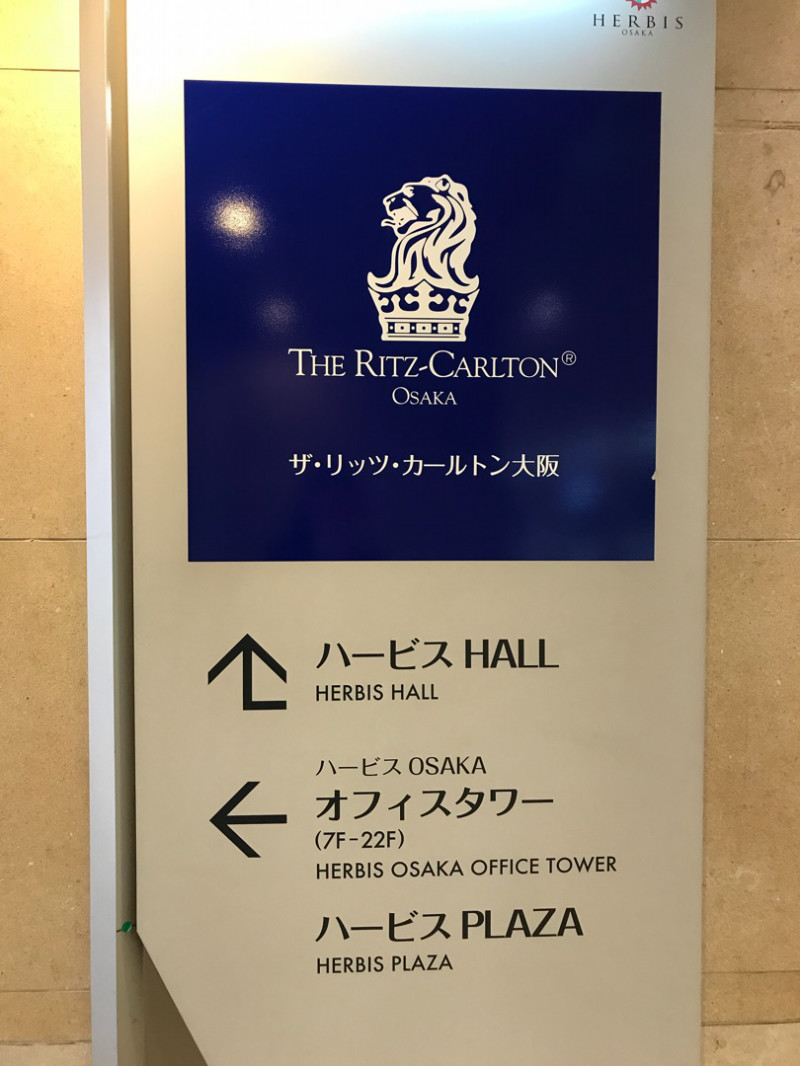 HERBIS
OSAKA
THE RITZ-CARLTON®
OSAKA
ザ・リッツ・カールトン大阪
ハービス HALL
HERBIS HALL
ハービス OSAKA
オフィスタワー
(7F-22F)
HERBIS OSAKA OFFICE TOWER
ハービス PLAZA
HERBIS PLAZA